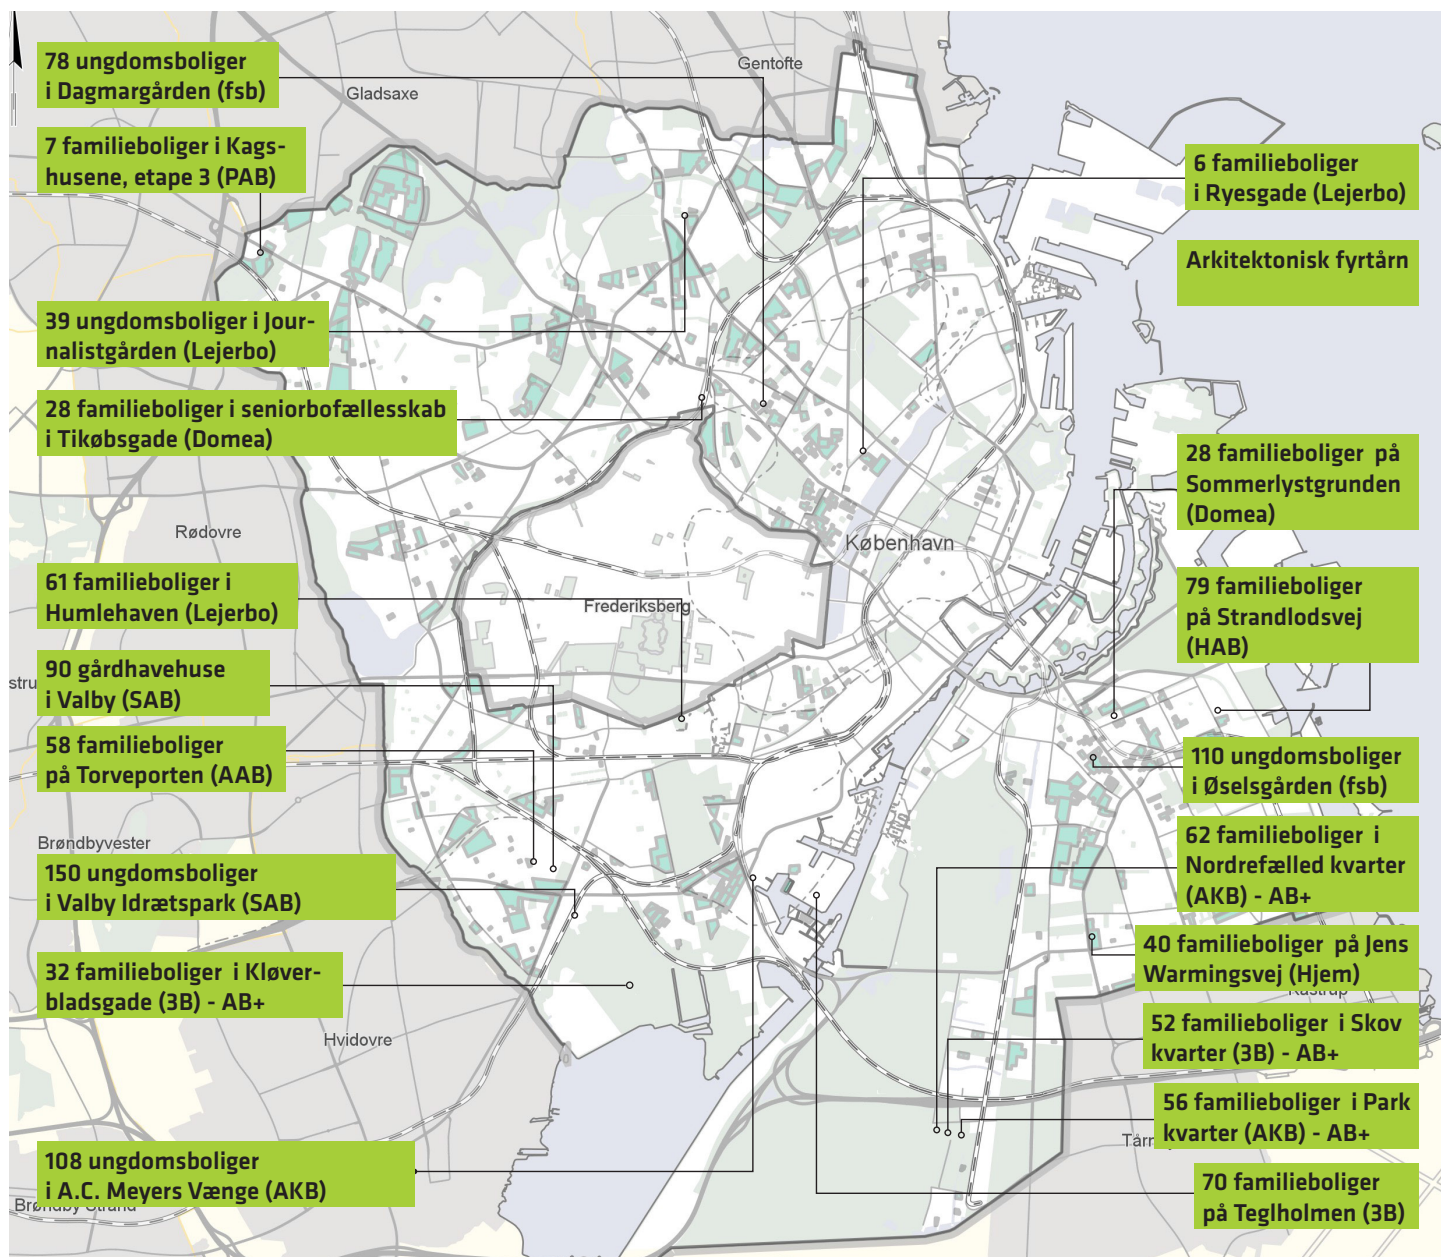 78 ungdomsboliger
i Dagmargården (fsb)
7 familieboliger i Kags-
husene, etape 3 (PAB)
39 ungdomsboliger i Jour-
nalistgården (Lejerbo)
28 familieboliger i seniorbofællesskab
i Tikøbsgade (Domea)
61 familieboliger i
Humlehaven (Lejerbo)
90 gårdhavehuse
i Valby (SAB)
58 familieboliger
på Torveporten (AAB)
150 ungdomsboliger
i Valby Idrætspark (SAB)
32 familieboliger i Kløver-
bladsgade (3B) - AB+
108 ungdomsboliger
i A.C. Meyers Vænge (AKB)
6 familieboliger
i Ryesgade (Lejerbo)
Arkitektonisk fyrtårn
28 familieboliger på
Sommerlystgrunden
(Domea)
79 familieboliger
på Strandlodsvej
(HAB)
110 ungdomsboliger
i Øselsgården (fsb)
62 familieboliger i
Nordrefælled kvarter
(AKB) - AB+
40 familieboliger på Jens
Warmingsvej (Hjem)
52 familieboliger i Skov
kvarter (3B) - AB+
56 familieboliger i Park
kvarter (AKB) - AB+
70 familieboliger
på Teglholmen (3B)
Gentofte
Gladsaxe
Rødovre
København
Frederiksberg
Brøndbyvester
Hvidovre
Kastrup
Brøndby Strand